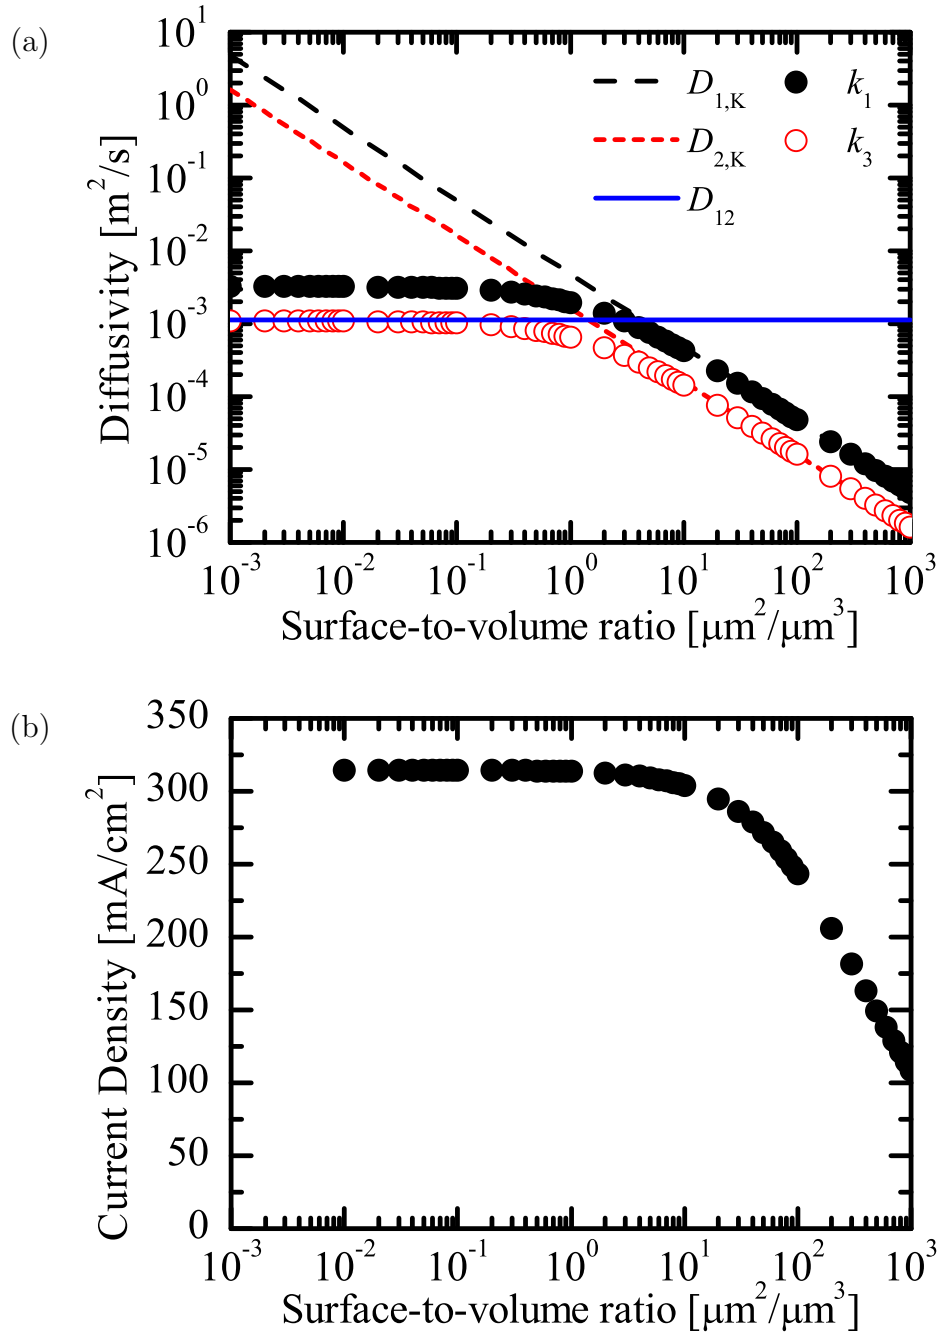 (a)
10^1
10^0
10^-1
10^-2
10^-3
10^-4
10^-5
10^-6
Diffusivity [m^2/s]
D_1,K
k_1
D_2,K
k_3
D_12
10^-3 10^-2 10^-1 10^0 10^1 10^2 10^3
Surface-to-volume ratio [μm^2/μm^3]
(b)
350
300
250
200
150
100
50
0
Current Density [mA/cm^2]
10^-3 10^-2 10^-1 10^0 10^1 10^2 10^3
Surface-to-volume ratio [μm^2/μm^3]